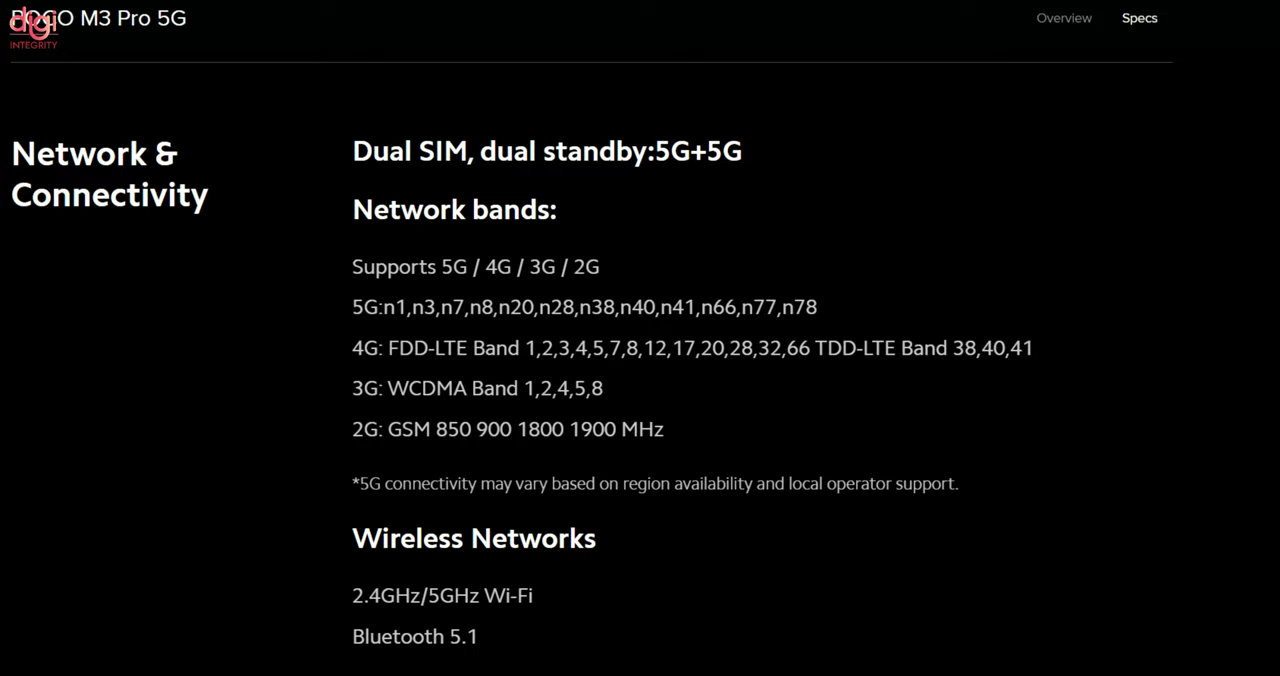 POCO M3 Pro 5G
Overview
Specs
digi
INTEGRITY
Network &
Connectivity
Dual SIM, dual standby:5G+5G
Network bands:
Supports 5G / 4G / 3G / 2G
5G:n1,n3,n7,n8,n20,n28,n38,n40,n41,n66,n77,n78
4G: FDD-LTE Band 1,2,3,4,5,7,8,12,17,20,28,32,66 TDD-LTE Band 38,40,41
3G: WCDMA Band 1,2,4,5,8
2G: GSM 850 900 1800 1900 MHz
*5G connectivity may vary based on region availability and local operator support.
Wireless Networks
2.4GHz/5GHz Wi-Fi
Bluetooth 5.1